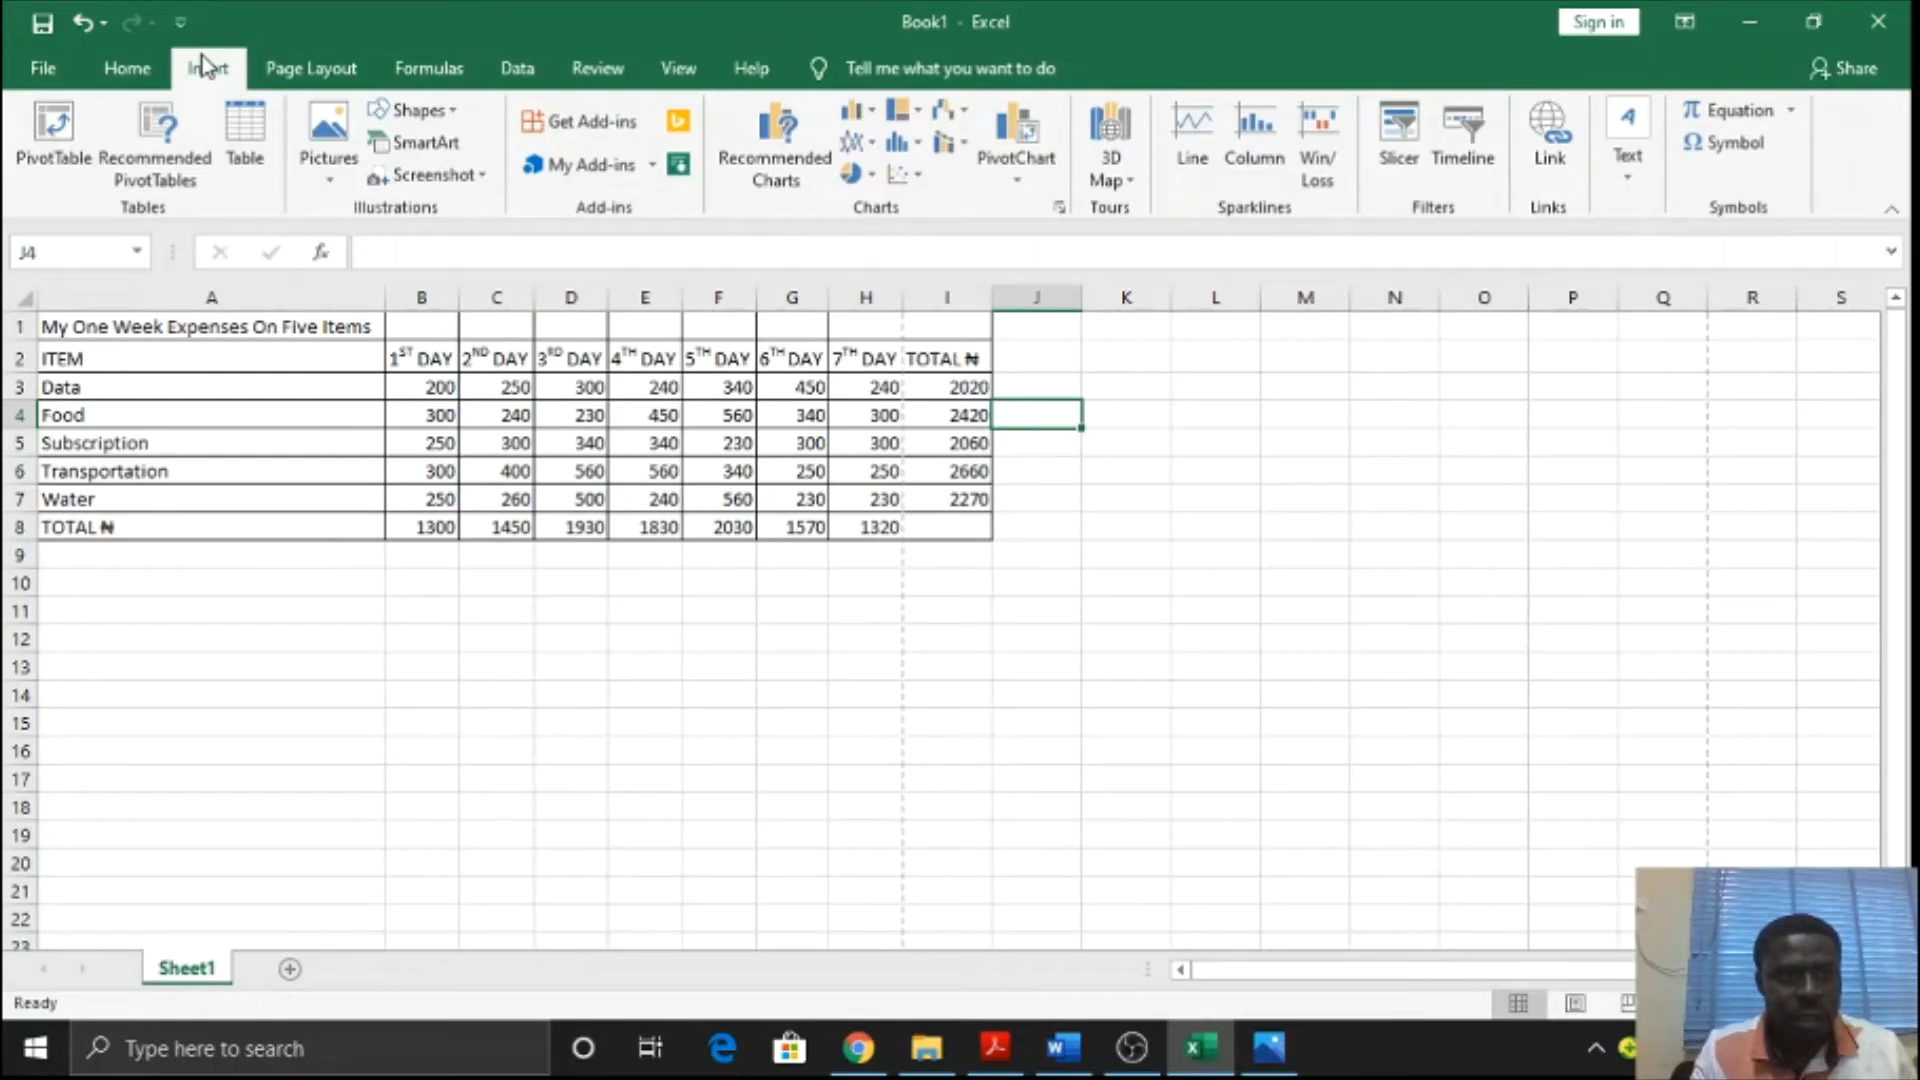 Book1 - Excel
Sign in
File Home Page Layout Formulas Data Review View Help Tell me what you want to do Share
PivotTable Recommended PivotTables Table
Pictures Shapes SmartArt Screenshot
Get Add-ins My Add-ins
Recommended Charts PivotChart
3D Map
Line Column Win/Loss
Slicer Timeline
Link
Text
Equation Symbol
Tables Illustrations Add-ins Charts Tours Sparklines Filters Links Symbols
J4 fx
A B C D E F G H I J K L M N O P Q R S
1 My One Week Expenses On Five Items
2 ITEM 1ST DAY 2ND DAY 3RD DAY 4TH DAY 5TH DAY 6TH DAY 7TH DAY TOTAL ₦
3 Data 200 250 300 240 340 450 240 2020
4 Food 300 240 230 450 560 340 300 2420
5 Subscription 250 300 340 340 230 300 300 2060
6 Transportation 300 400 560 560 340 250 250 2660
7 Water 250 260 500 240 560 230 230 2270
8 TOTAL ₦ 1300 1450 1930 1830 2030 1570 1320
9
10
11
12
13
14
15
16
17
18
19
20
21
22
23
Sheet1
Ready
Type here to search